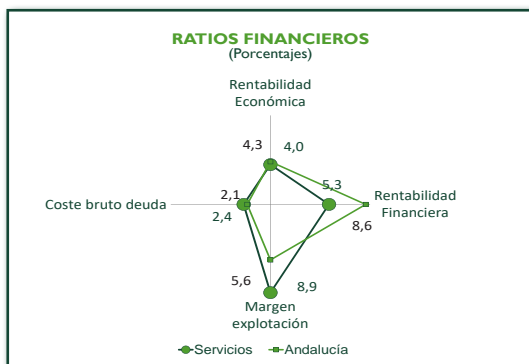 RATIOS FINANCIEROS
(Porcentajes)
Rentabilidad
Económica
4,3
4,0
5,3
Coste bruto deuda
2,1
2,4
Rentabilidad
Financiera
8,6
5,6
8,9
Margen
explotación
Servicios
Andalucía